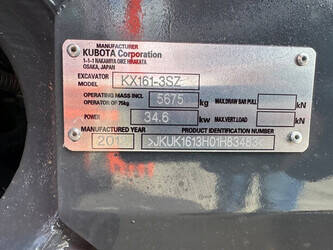 MANUFACTURER
KUBOTA Corporation
1-1-1 NAKAMIYA OIKE HIRAKATA
OSAKA, JAPAN
EXCAVATOR MODEL KX161-3SZ
OPERATING MASS INCL OPERATOR OF 75kg 5675 kg MAX.DRAW BAR PULL kN
POWER 34.6 kw MAX.VERT.LOAD kN
MANUFACTURED YEAR PRODUCT IDENTIFICATION NUMBER